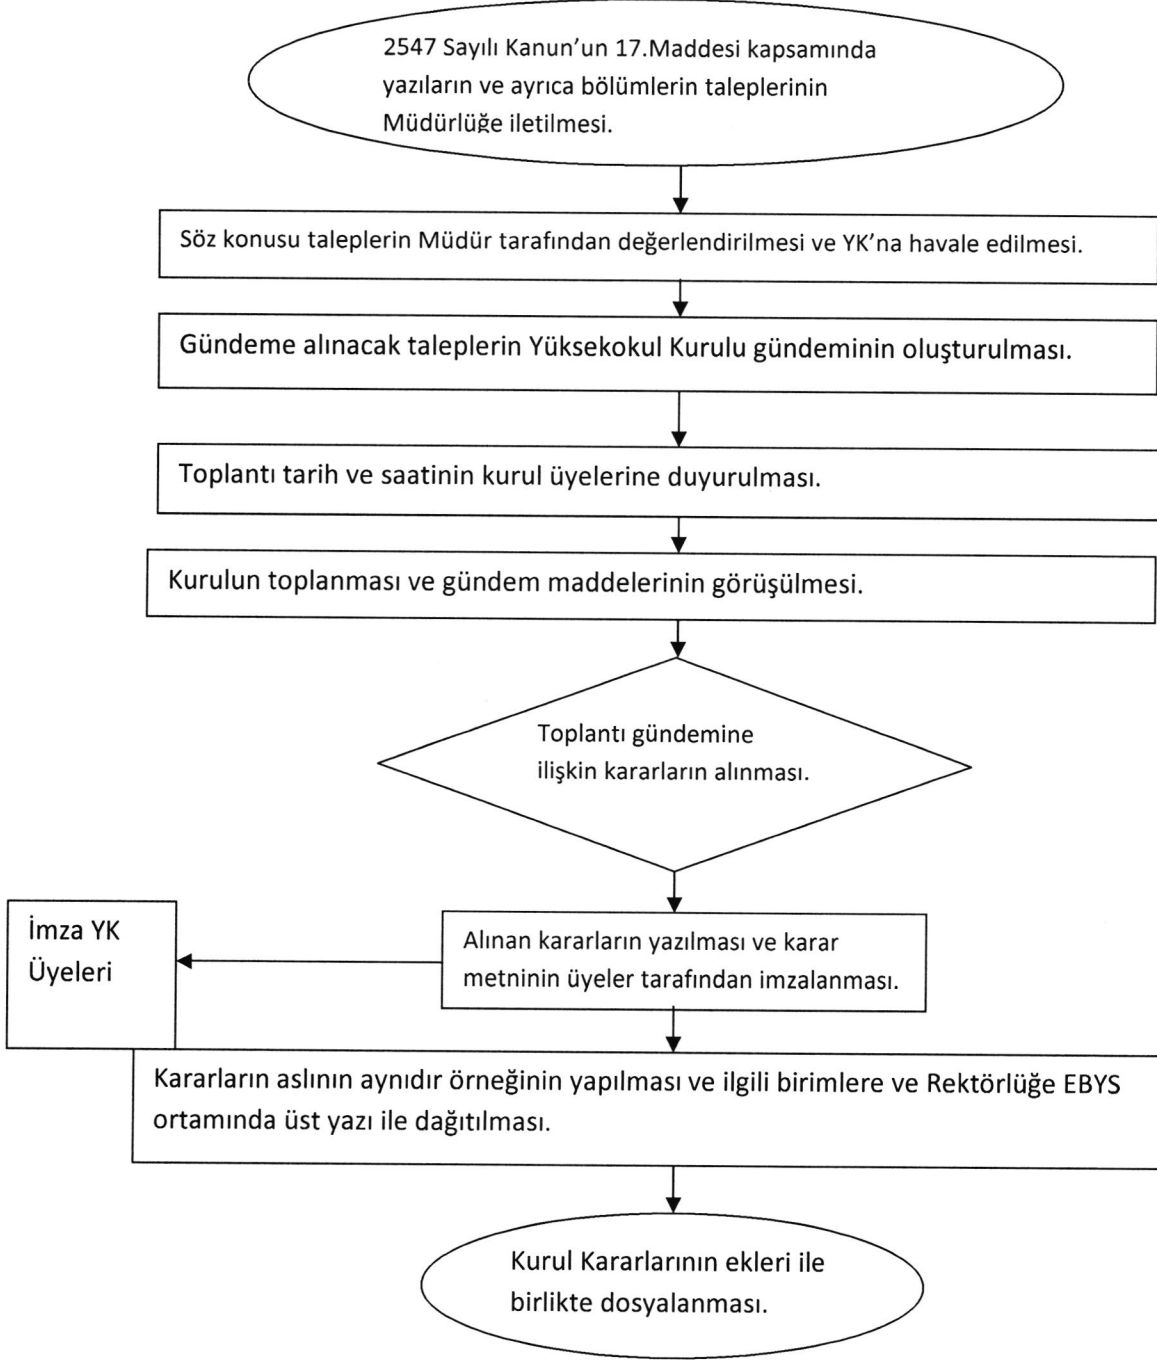 2547 Sayılı Kanun’un 17.Maddesi kapsamında
yazıların ve ayrıca bölümlerin taleplerinin
Müdürlüğe iletilmesi.
Söz konusu taleplerin Müdür tarafından değerlendirilmesi ve YK’na havale edilmesi.
Gündeme alınacak taleplerin Yüksekokul Kurulu gündeminin oluşturulması.
Toplantı tarih ve saatinin kurul üyelerine duyurulması.
Kurulun toplanması ve gündem maddelerinin görüşülmesi.
Toplantı gündemine
ilişkin kararların alınması.
İmza YK
Üyeleri
Alınan kararların yazılması ve karar
metninin üyeler tarafından imzalanması.
Kararların aslının aynıdır örneğinin yapılması ve ilgili birimlere ve Rektörlüğe EBYS
ortamında üst yazı ile dağıtılması.
Kurul Kararlarının ekleri ile
birlikte dosyalanması.